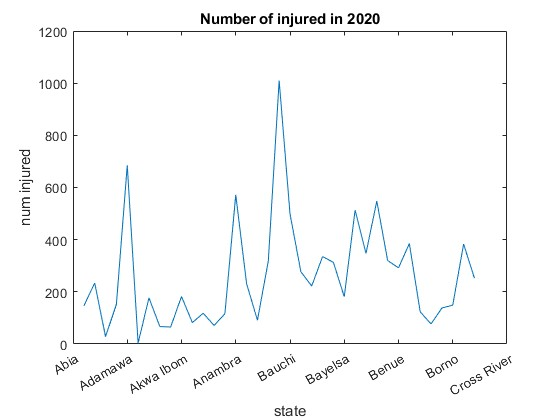 Number of injured in 2020
1200
1000
800
600
400
200
0
num injured
Abia
Adamawa
Akwa Ibom
Anambra
Bauchi
Bayelsa
Benue
Borno
Cross River
state